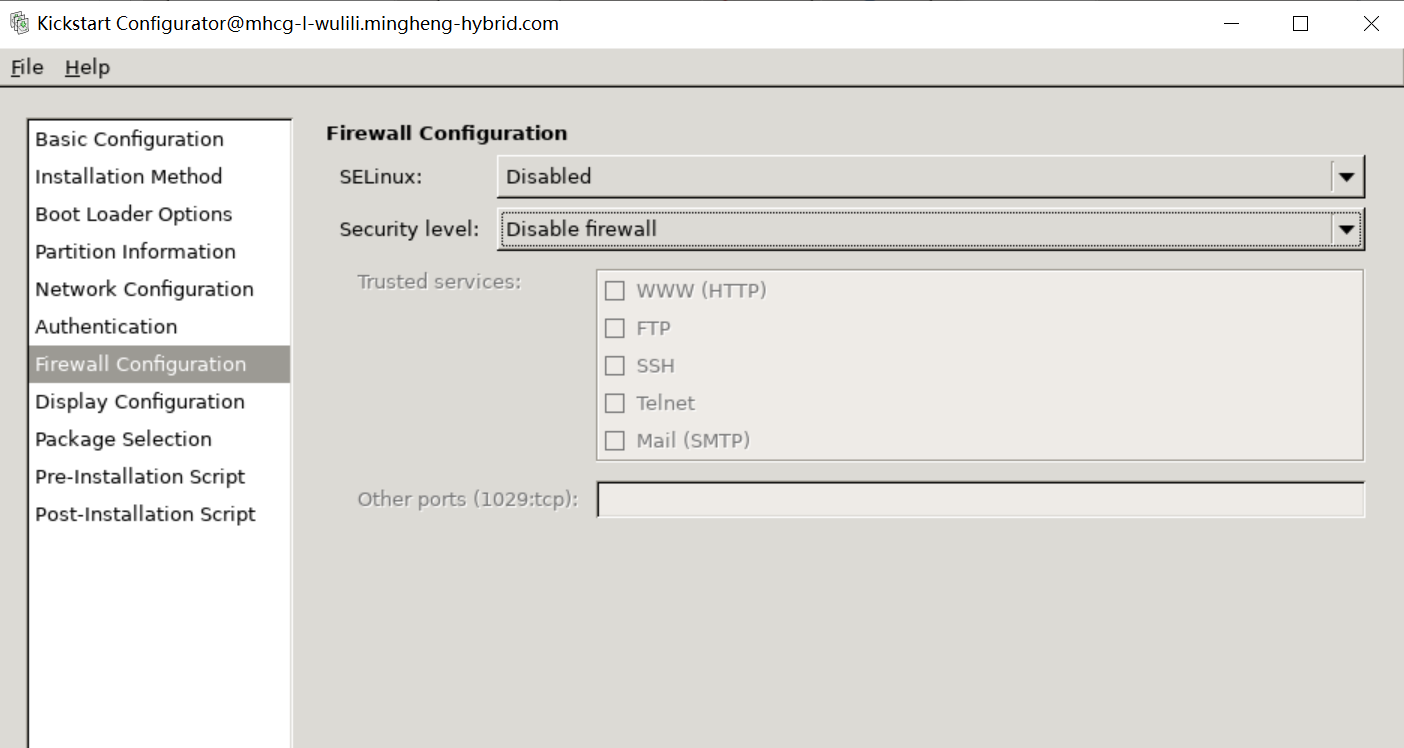 Kickstart Configurator@mhcg-l-wulili.mingheng-hybrid.com
File Help
Basic Configuration
Installation Method
Boot Loader Options
Partition Information
Network Configuration
Authentication
Firewall Configuration
Display Configuration
Package Selection
Pre-Installation Script
Post-Installation Script
Firewall Configuration
SELinux: Disabled
Security level: Disable firewall
Trusted services:
WWW (HTTP)
FTP
SSH
Telnet
Mail (SMTP)
Other ports (1029:tcp):